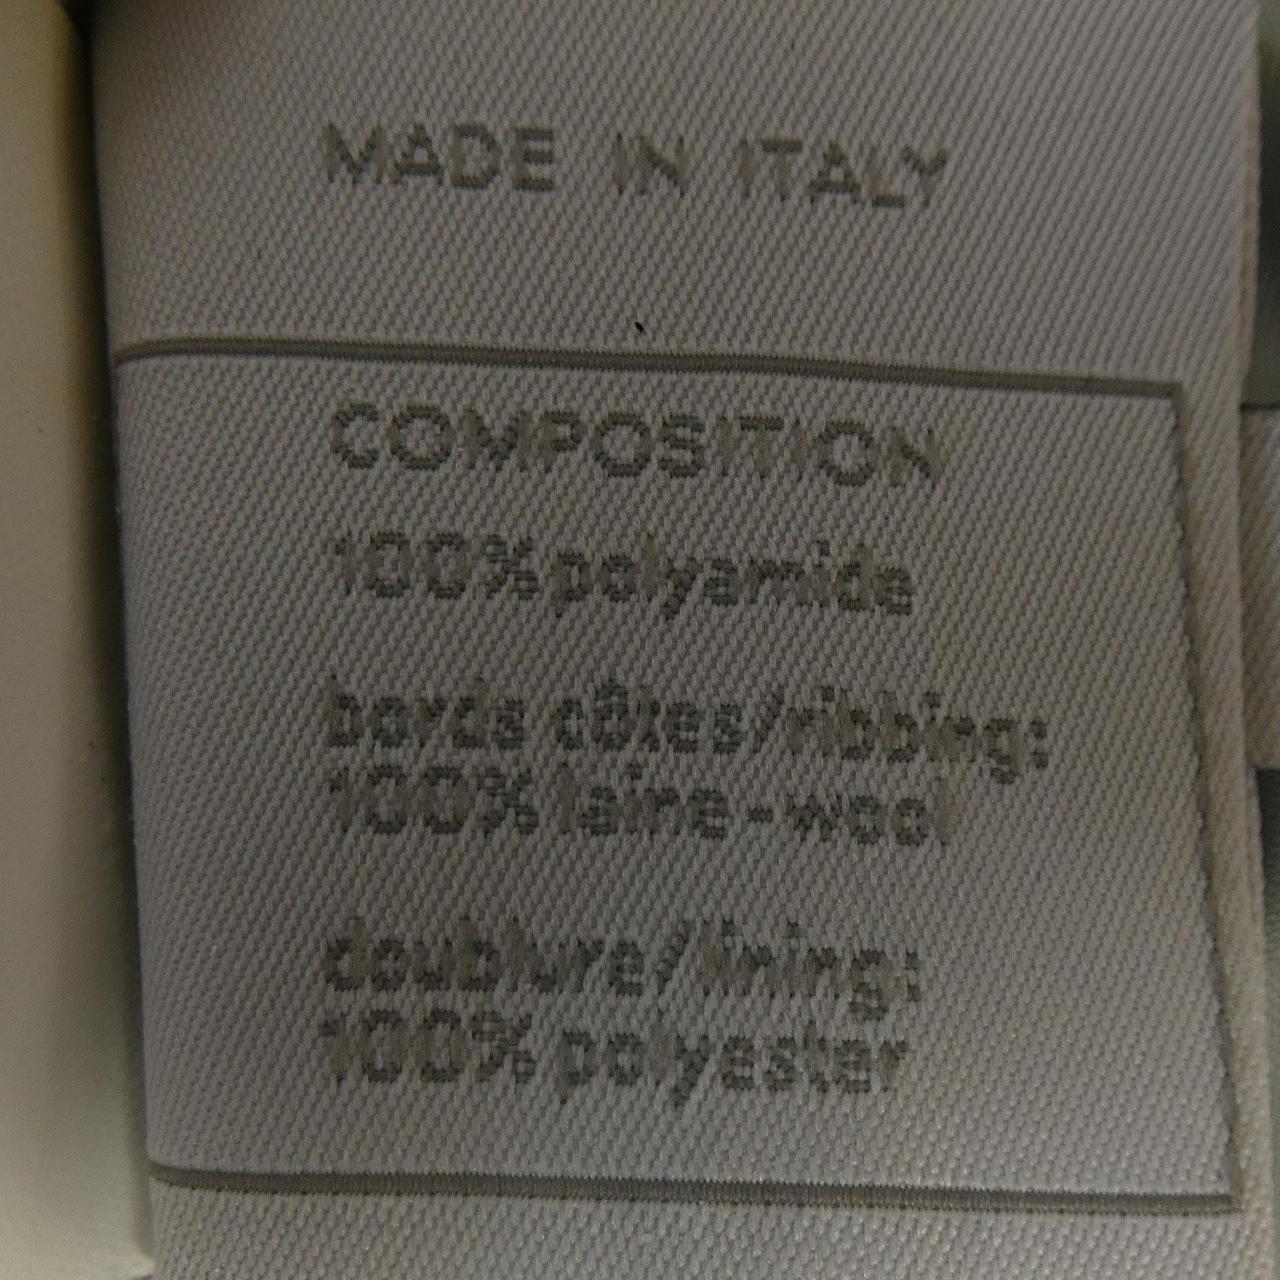 MADE IN ITALY
COMPOSITION
100% polyamide
bords côtes/ribbing:
100% laine-wool
doublure/lining:
100% polyester